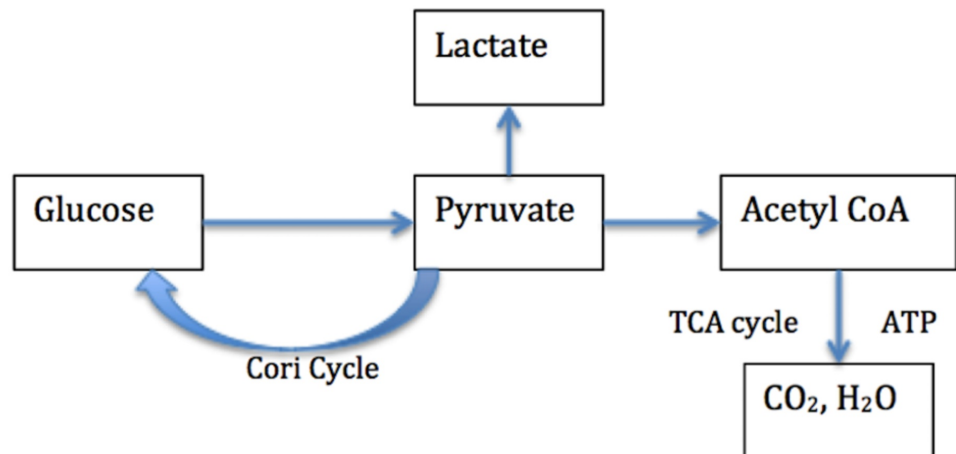 Lactate
Glucose
Pyruvate
Acetyl CoA
TCA cycle
ATP
Cori Cycle
CO₂, H₂O